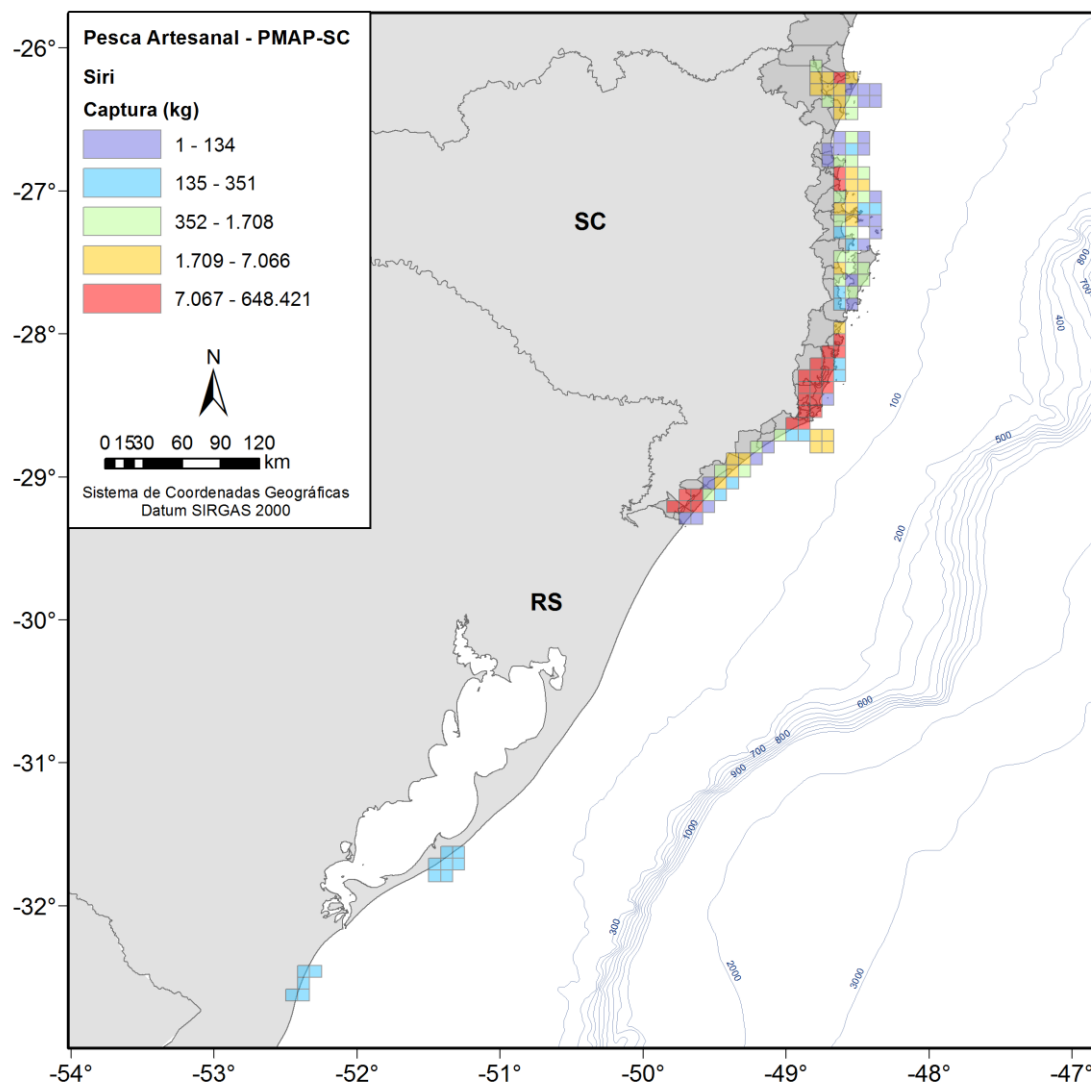 Pesca Artesanal - PMAP-SC
Siri
Captura (kg)
1 - 134
135 - 351
352 - 1.708
1.709 - 7.066
7.067 - 648.421
N
0 15 30 60 90 120
km
Sistema de Coordenadas Geográficas
Datum SIRGAS 2000
-26°
-27°
-28°
-29°
-30°
-31°
-32°
SC
RS
800
700
400
100
500
200
600
800
700
900
1000
300
2000
3000
-54°
-53°
-52°
-51°
-50°
-49°
-48°
-47°